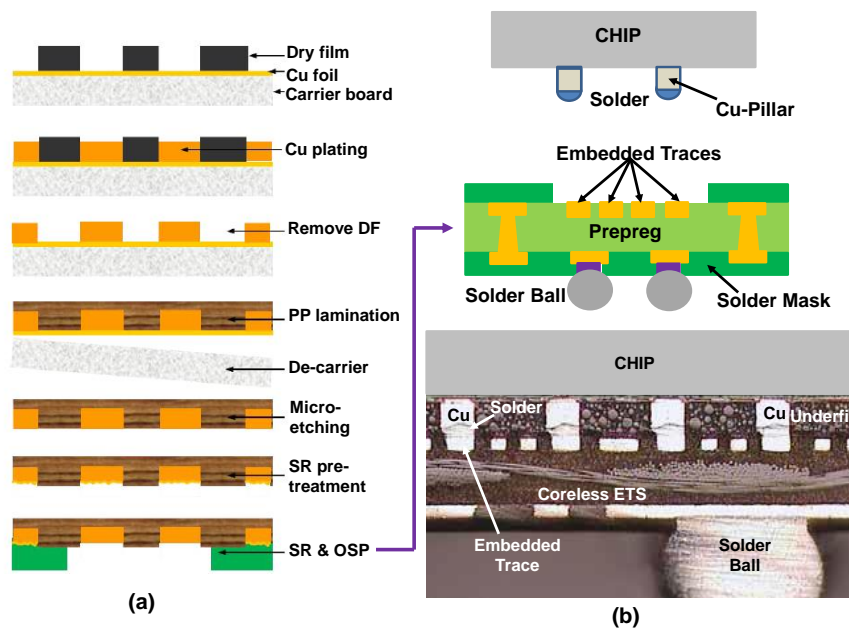 Dry film
Cu foil
Carrier board
Cu plating
Remove DF
PP lamination
De-carrier
Micro-
etching
SR pre-
treatment
SR & OSP
(a)
CHIP
Solder
Cu-Pillar
Embedded Traces
Prepreg
Solder Ball
Solder Mask
CHIP
Cu
Solder
Cu
Underfi
Coreless ETS
Embedded
Trace
Solder
Ball
(b)